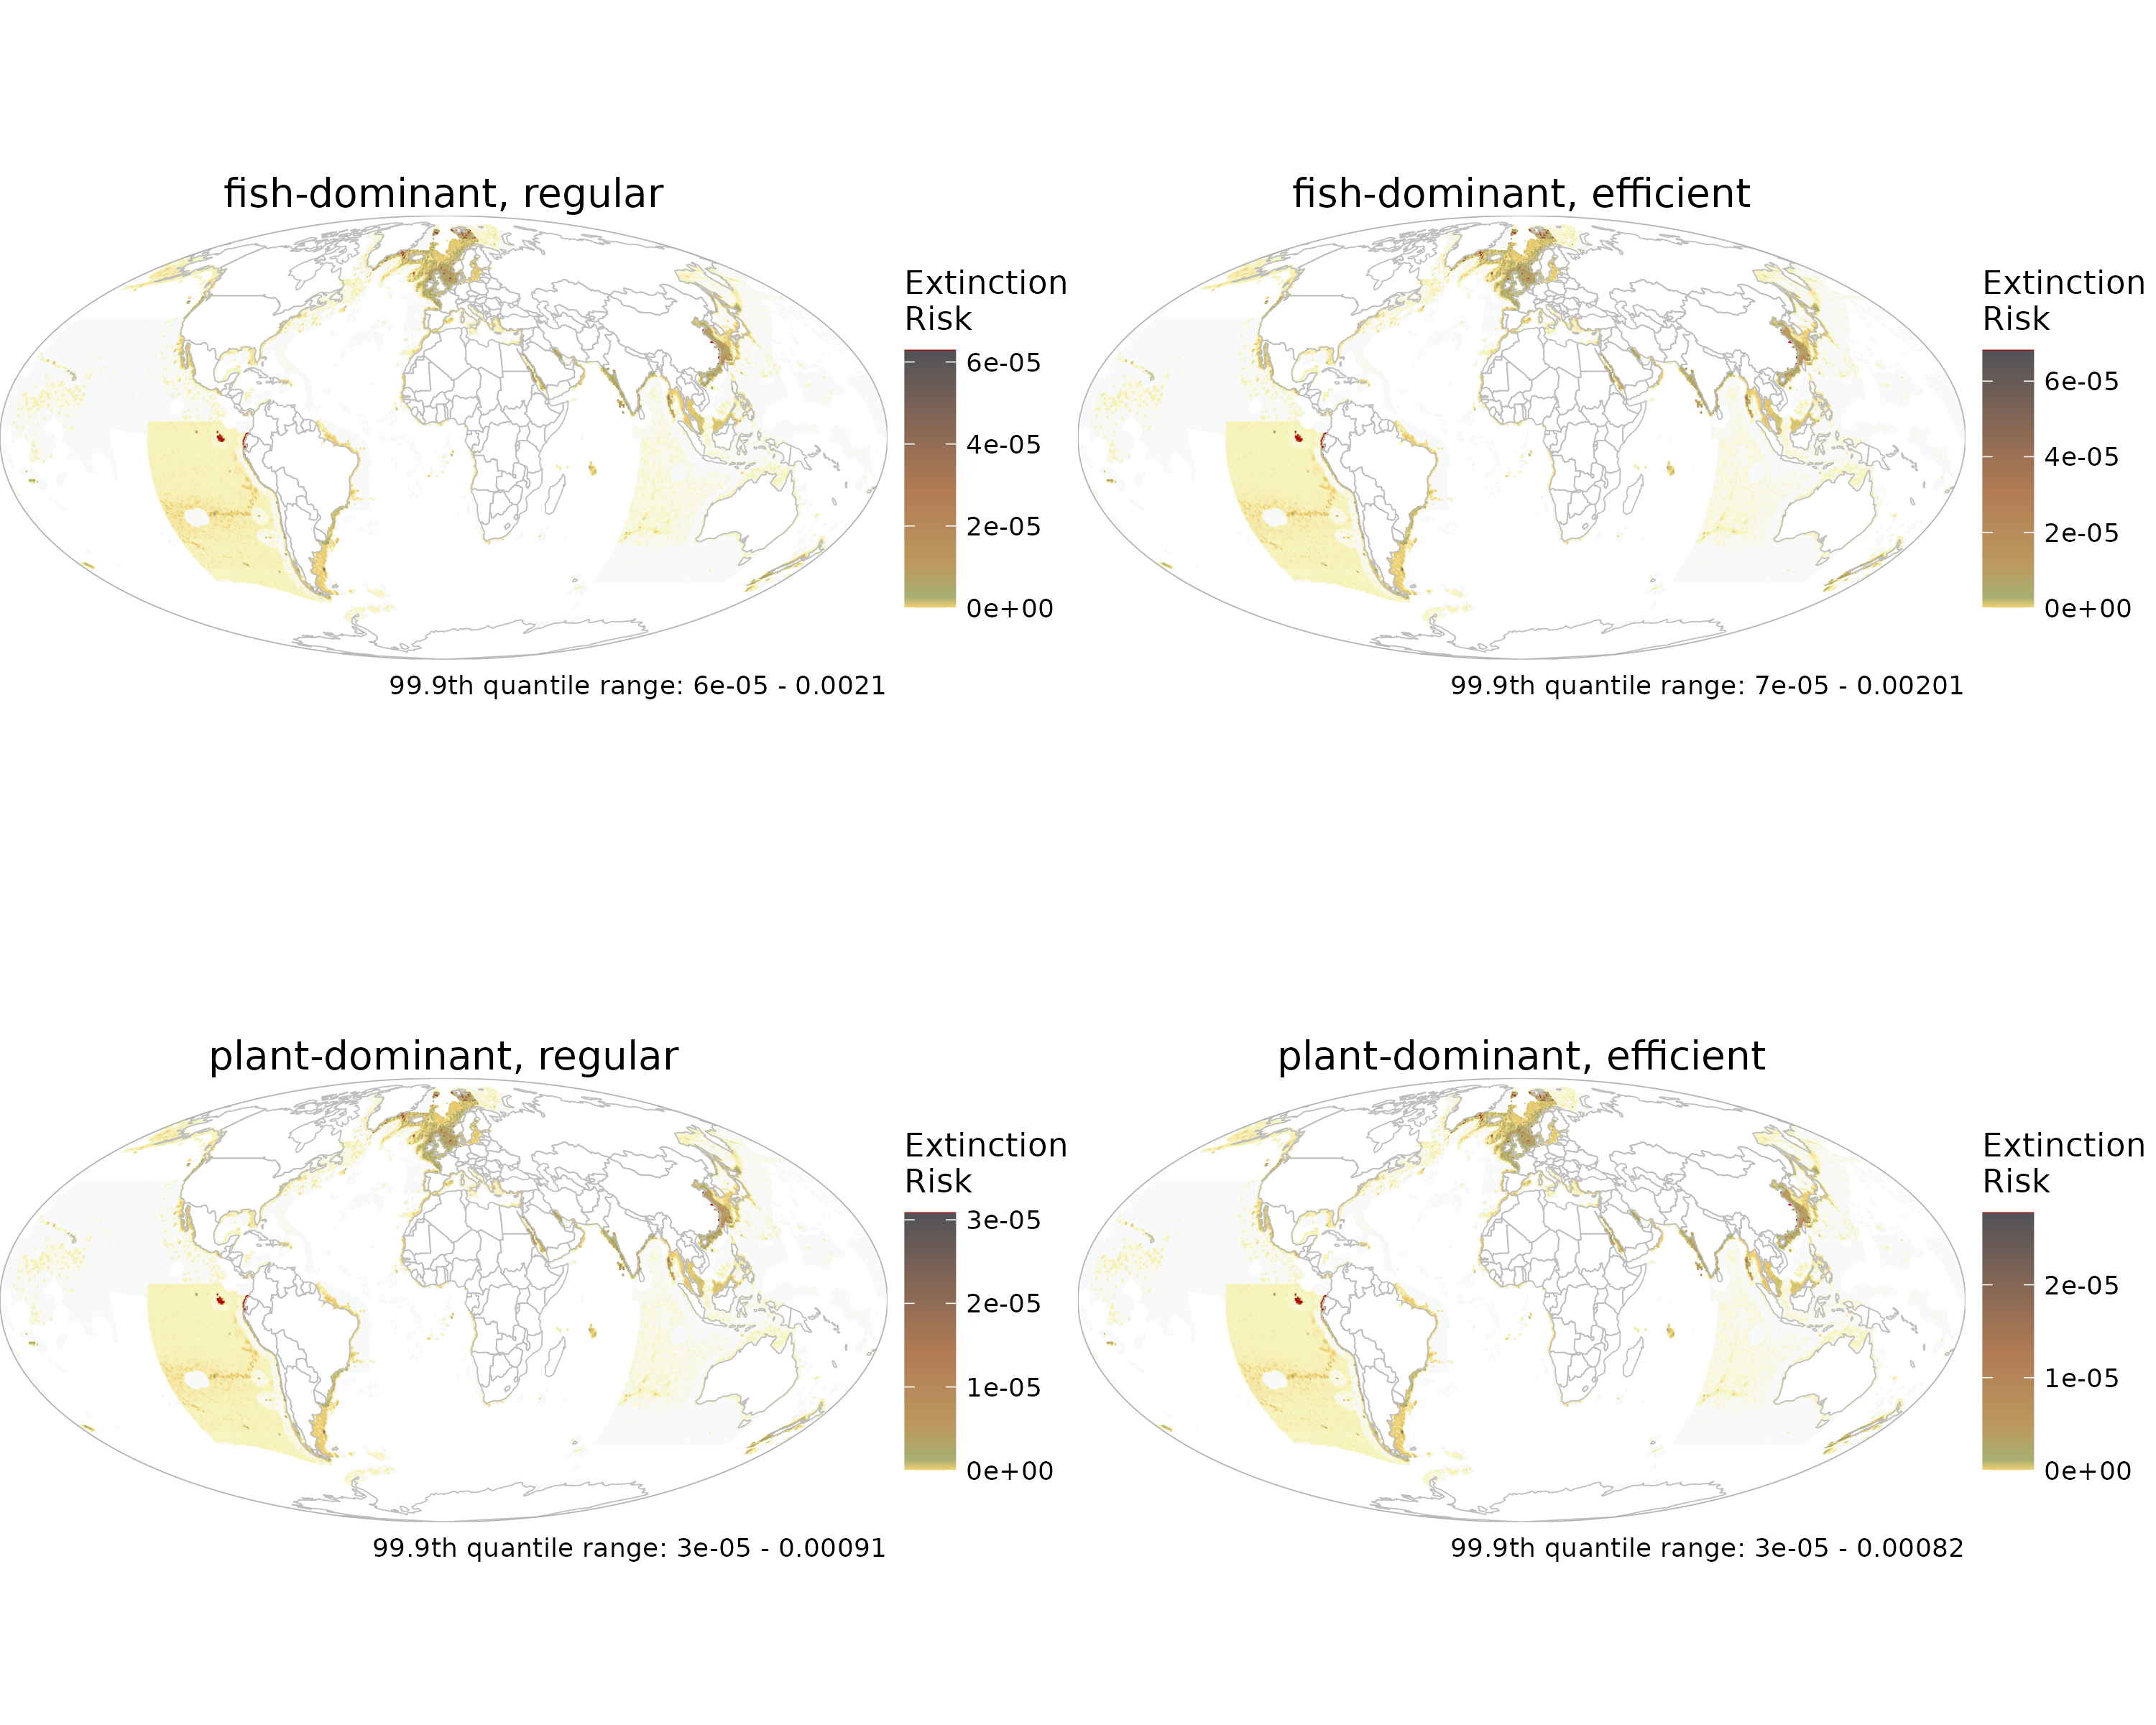 fish-dominant, regular
Extinction
Risk
6e-05
4e-05
2e-05
0e+00
99.9th quantile range: 6e-05 - 0.0021
fish-dominant, efficient
Extinction
Risk
6e-05
4e-05
2e-05
0e+00
99.9th quantile range: 7e-05 - 0.00201
plant-dominant, regular
Extinction
Risk
3e-05
2e-05
1e-05
0e+00
99.9th quantile range: 3e-05 - 0.00091
plant-dominant, efficient
Extinction
Risk
2e-05
1e-05
0e+00
99.9th quantile range: 3e-05 - 0.00082